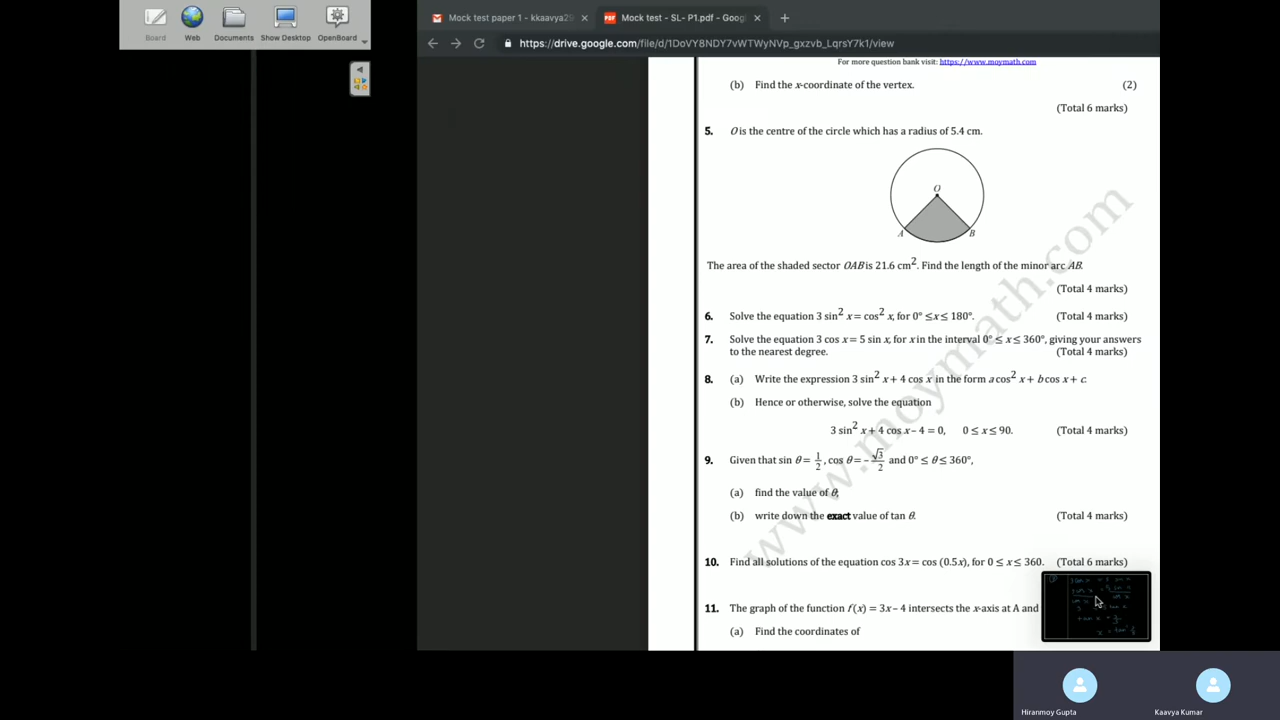 Board
Web
Documents
Show Desktop
OpenBoard
Mock test paper 1 - kkaavya25
Mock test - SL- P1.pdf - Goog
https://drive.google.com/file/d/1DoVY8NDY7vWTWyNVp_gxzvb_LqrsY7k1/view
For more question bank visit: https://www.moymath.com
(b) Find the x-coordinate of the vertex. (2)
(Total 6 marks)
5. O is the centre of the circle which has a radius of 5.4 cm.
O
A B
The area of the shaded sector OAB is 21.6 cm². Find the length of the minor arc AB.
(Total 4 marks)
6. Solve the equation 3 sin² x = cos² x, for 0° ≤ x ≤ 180°. (Total 4 marks)
7. Solve the equation 3 cos x = 5 sin x, for x in the interval 0° ≤ x ≤ 360°, giving your answers
to the nearest degree. (Total 4 marks)
8. (a) Write the expression 3 sin² x + 4 cos x in the form a cos² x + b cos x + c.
(b) Hence or otherwise, solve the equation
3 sin² x + 4 cos x – 4 = 0, 0 ≤ x ≤ 90. (Total 4 marks)
9. Given that sin θ = 1/2, cos θ = –√3/2 and 0° ≤ θ ≤ 360°,
(a) find the value of θ;
(b) write down the exact value of tan θ. (Total 4 marks)
10. Find all solutions of the equation cos 3x = cos (0.5x), for 0 ≤ x ≤ 360. (Total 6 marks)
11. The graph of the function f(x) = 3x – 4 intersects the x-axis at A and
(a) Find the coordinates of
www.moymath.com
Hiranmoy Gupta
Kaavya Kumar